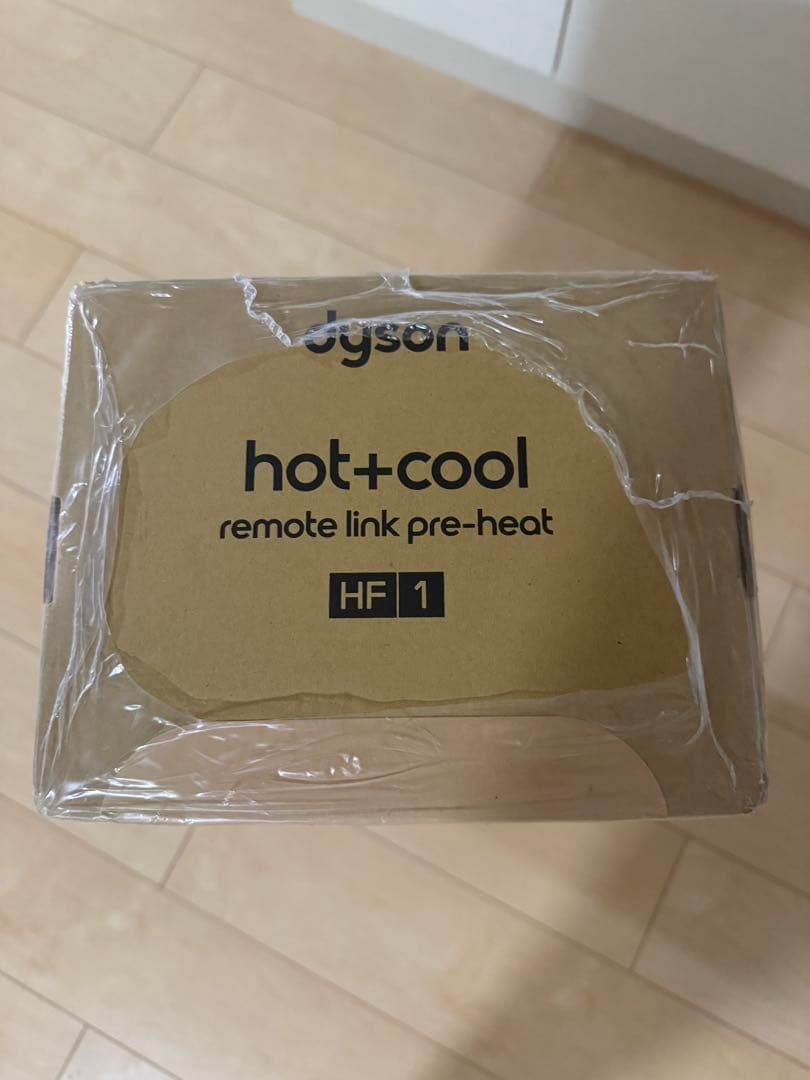 dyson
hot+cool
remote link pre-heat
HF 1